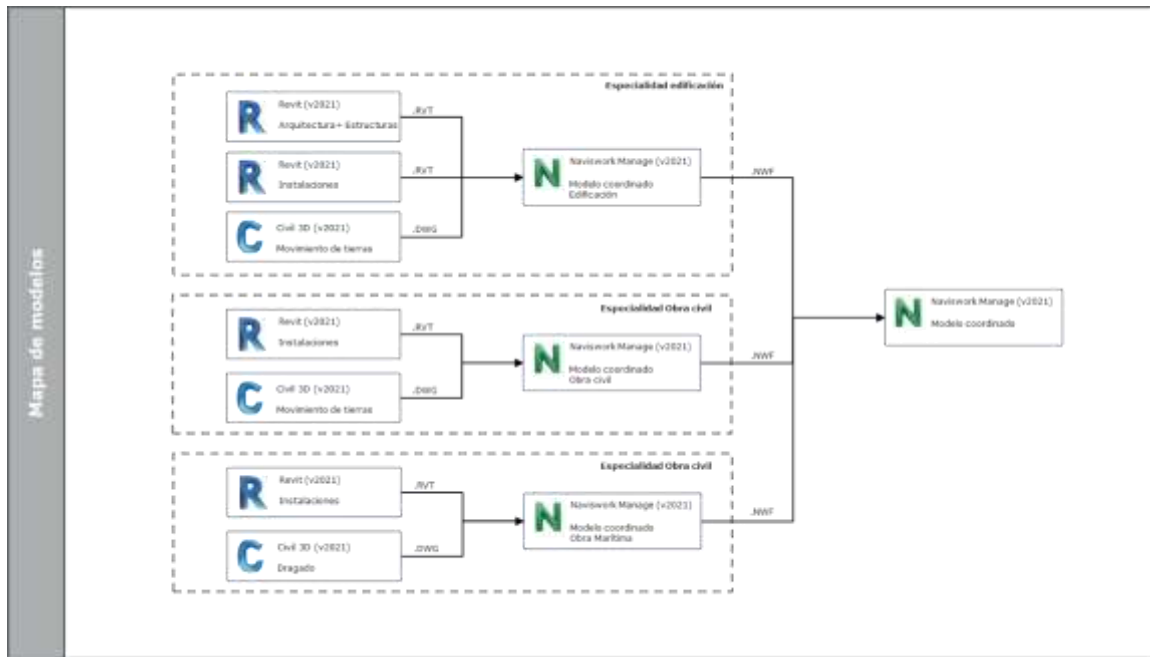 Mapa de modelos
Especialidad edificación
Revit (v2021)
Arquitectura+ Estructuras
.RVT
Revit (v2021)
Instalaciones
.RVT
Civil 3D (v2021)
Movimiento de tierras
.DWG
Naviswork Manage (v2021)
Modelo coordinado
Edificación
.NWF
Especialidad Obra civil
Revit (v2021)
Instalaciones
.RVT
Civil 3D (v2021)
Movimiento de tierras
.DWG
Naviswork Manage (v2021)
Modelo coordinado
Obra civil
.NWF
Especialidad Obra civil
Revit (v2021)
Instalaciones
.RVT
Civil 3D (v2021)
Dragado
.DWG
Naviswork Manage (v2021)
Modelo coordinado
Obra Marítima
.NWF
Naviswork Manage (v2021)
Modelo coordinado